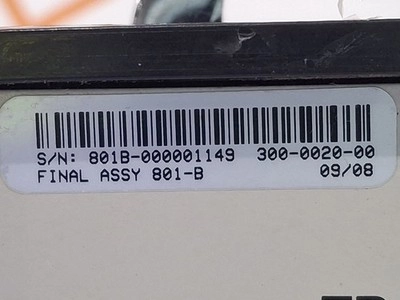 S/N: 801B-000001149 300-0020-00
FINAL ASSY 801-B 09/08